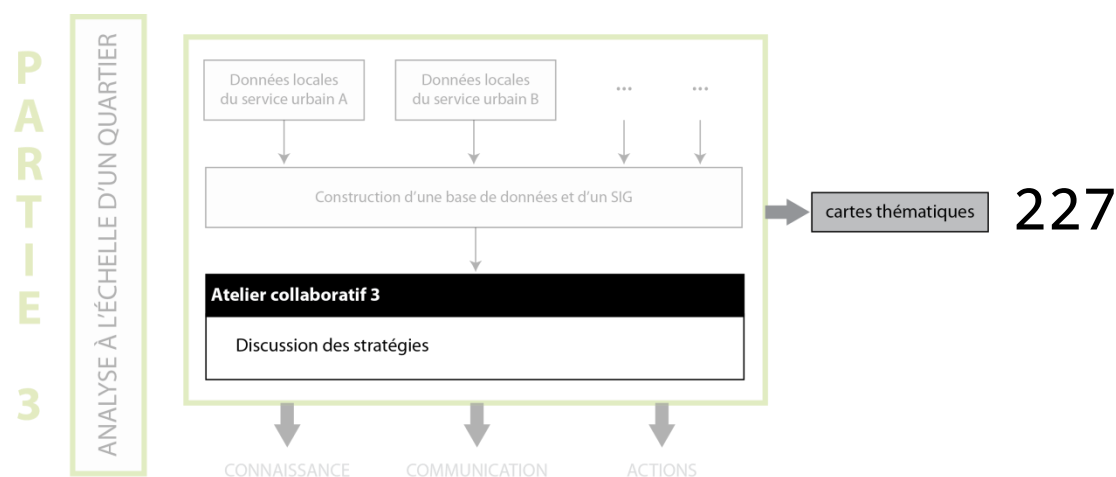 PARTIE 3
ANALYSE À L'ÉCHELLE D'UN QUARTIER
Données locales
du service urbain A
Données locales
du service urbain B
...
...
Construction d'une base de données et d'un SIG
cartes thématiques
227
Atelier collaboratif 3
Discussion des stratégies
CONNAISSANCE
COMMUNICATION
ACTIONS